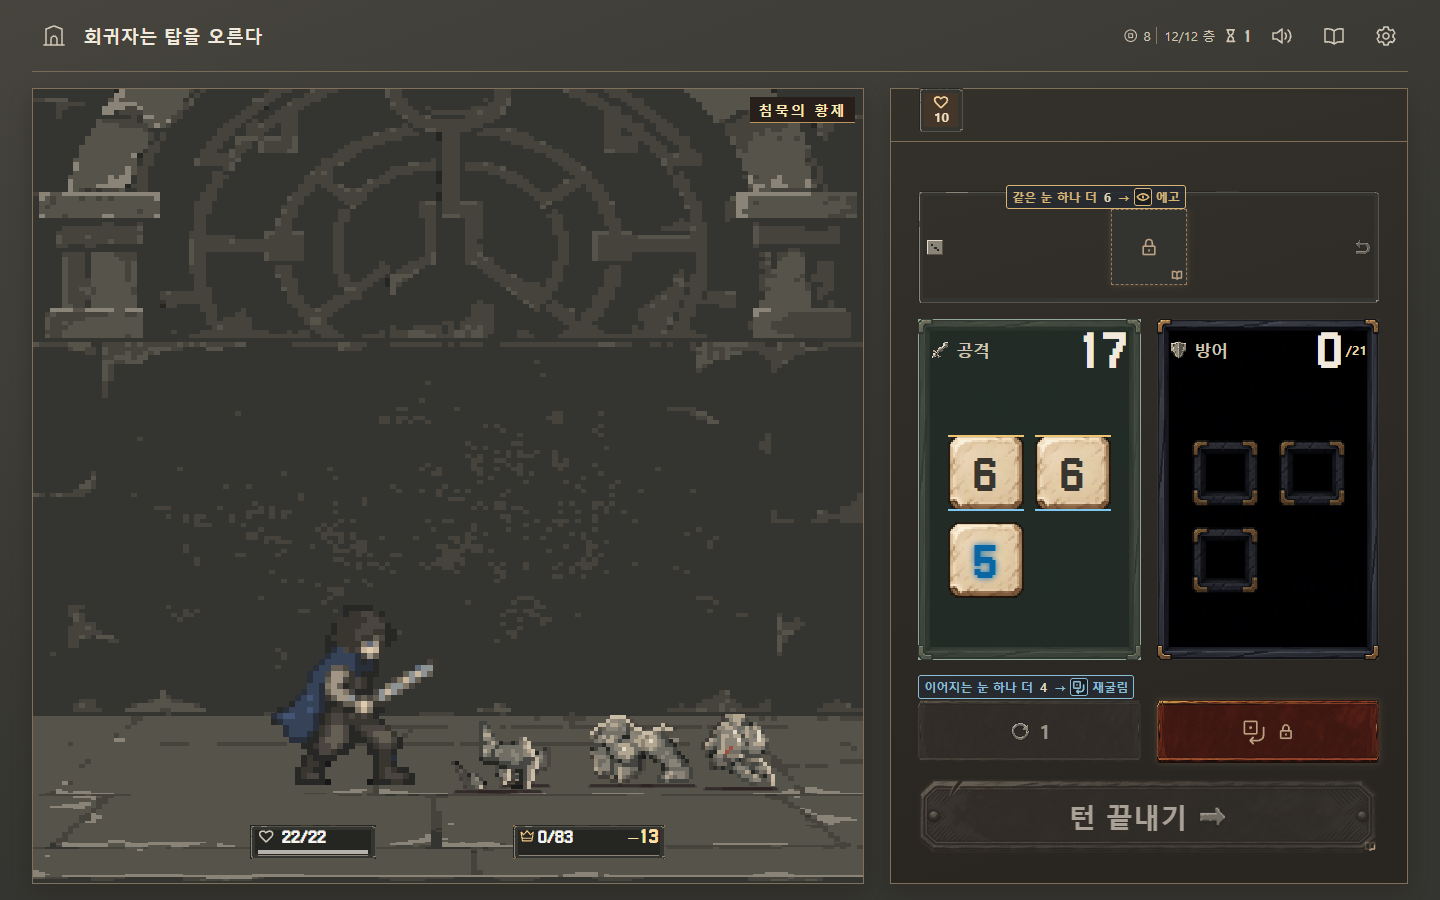 회귀자는 탑을 오른다
8 12/12 층 1
침묵의 황제
10
같은 눈 하나 더 6 → 에고
공격 17
방어 0/21
6 6
5
이어지는 눈 하나 더 4 → 재굴림
1
턴 끝내기
22/22
0/83 –13